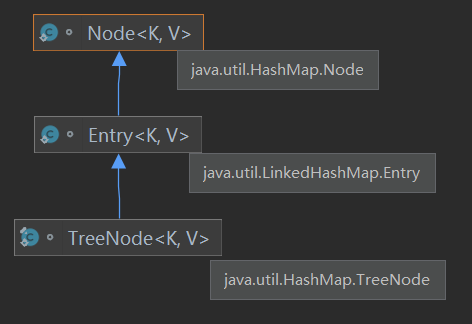 Node<K, V>
java.util.HashMap.Node
Entry<K, V>
java.util.LinkedHashMap.Entry
TreeNode<K, V>
java.util.HashMap.TreeNode